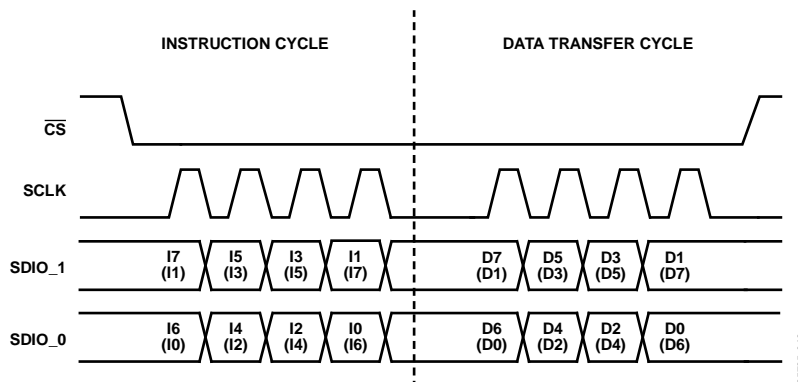 INSTRUCTION CYCLE DATA TRANSFER CYCLE
CS
SCLK
SDIO_1
I7 I5 I3 I1 D7 D5 D3 D1
(I1) (I3) (I5) (I7) (D1) (D3) (D5) (D7)
SDIO_0
I6 I4 I2 I0 D6 D4 D2 D0
(I0) (I2) (I4) (I6) (D0) (D2) (D4) (D6)